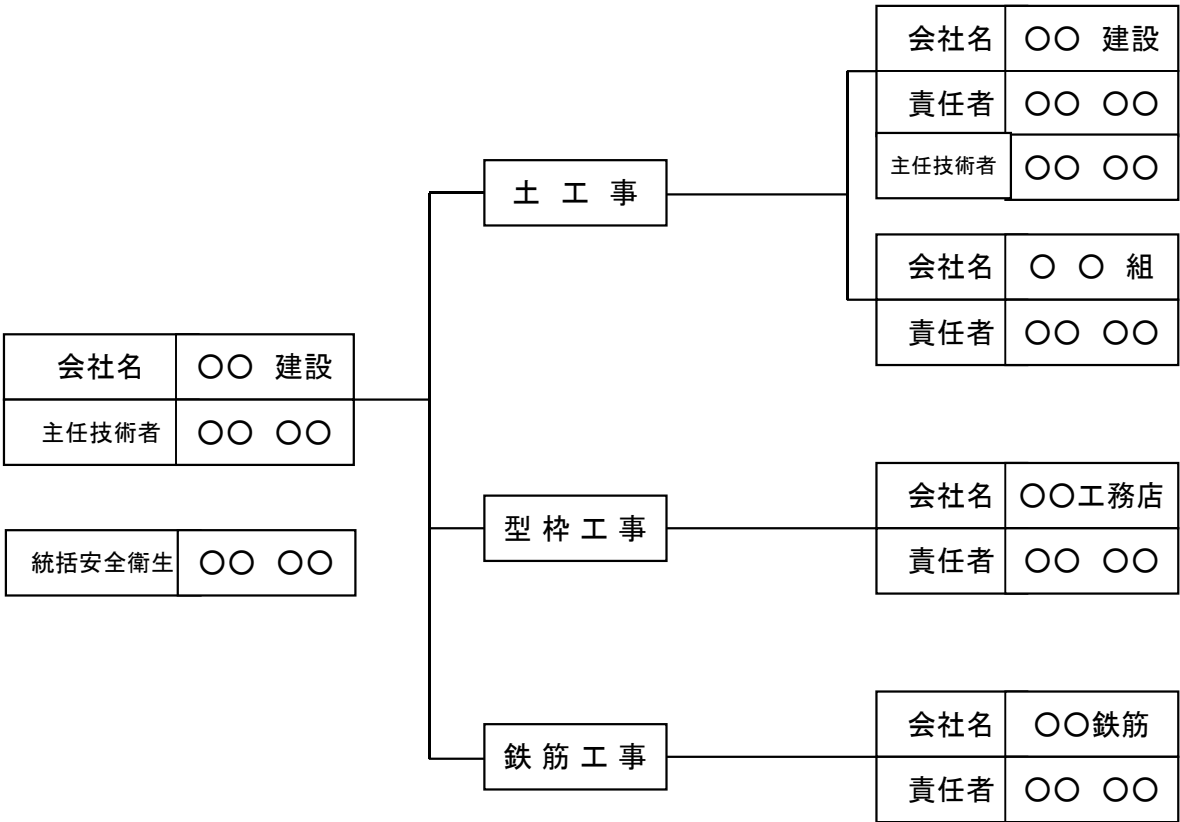 会社名 〇〇 建設
主任技術者 〇〇 〇〇
統括安全衛生 〇〇 〇〇
土 工 事
会社名 〇〇 建設
責任者 〇〇 〇〇
主任技術者 〇〇 〇〇
会社名 〇 〇 組
責任者 〇〇 〇〇
型 枠 工 事
会社名 〇〇工務店
責任者 〇〇 〇〇
鉄 筋 工 事
会社名 〇〇鉄筋
責任者 〇〇 〇〇